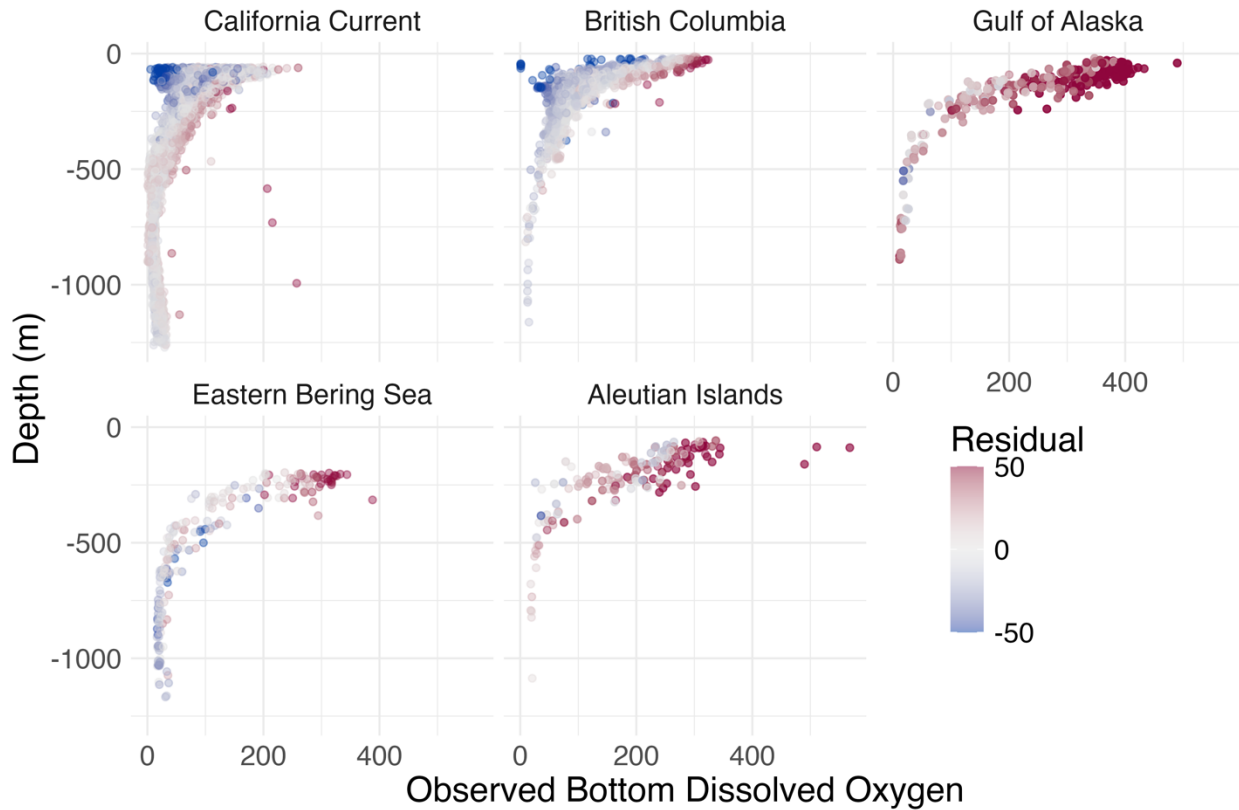 California Current
British Columbia
Gulf of Alaska
0
-500
-1000
0
200
400
Eastern Bering Sea
Aleutian Islands
Depth (m)
0
-500
-1000
0
200
400
0
200
400
Residual
50
0
-50
Observed Bottom Dissolved Oxygen